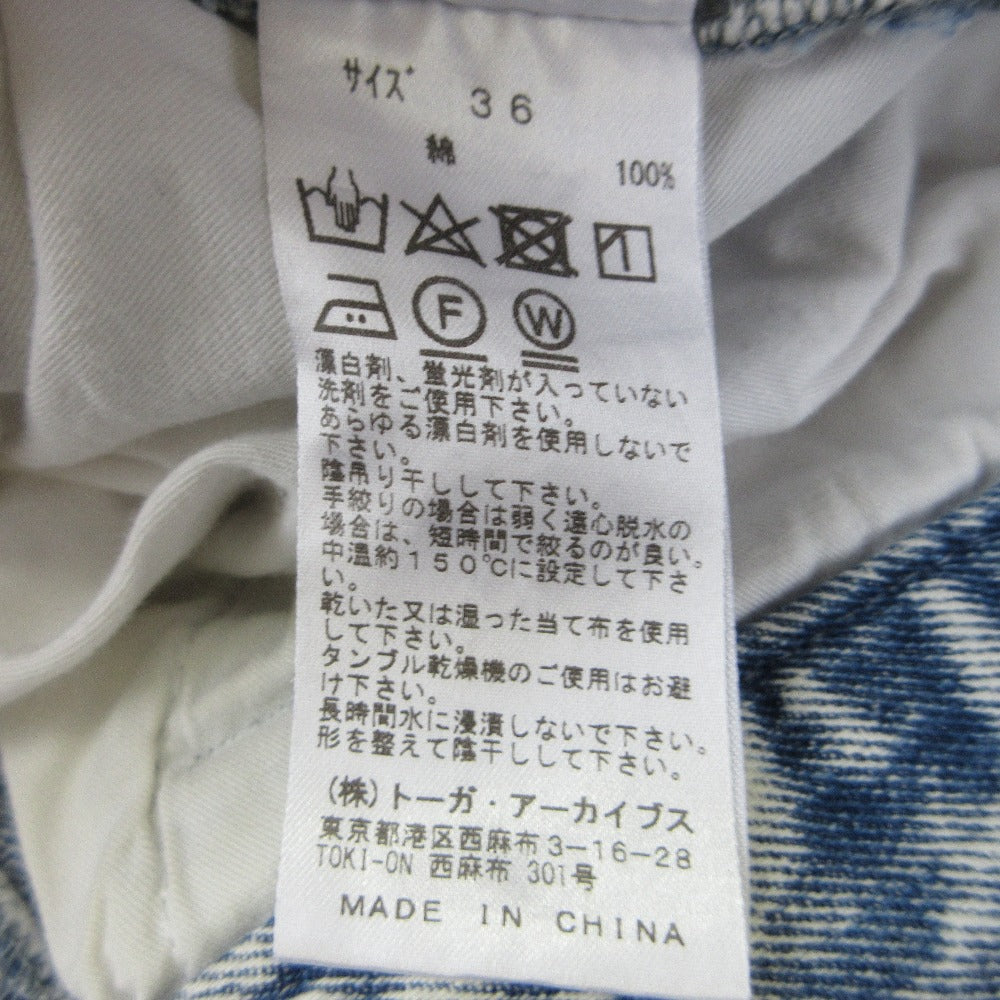 サイズ 36
綿 100%
F W
漂白剤、蛍光剤が入っていない
洗剤をご使用下さい。
あらゆる漂白剤を使用しないで
下さい。
陰吊り干しして下さい。
手絞りの場合は弱く遠心脱水の
場合は、短時間で絞るのが良い。
中温約150℃に設定して下さ
い。
乾いた又は湿った当て布を使用
して下さい。
タンブル乾燥機のご使用はお避
け下さい。
長時間水に浸漬しないで下さい。
形を整えて陰干しして下さい。
(株)トーガ・アーカイブス
東京都港区西麻布3-16-28
TOKI-ON 西麻布 301号
MADE IN CHINA